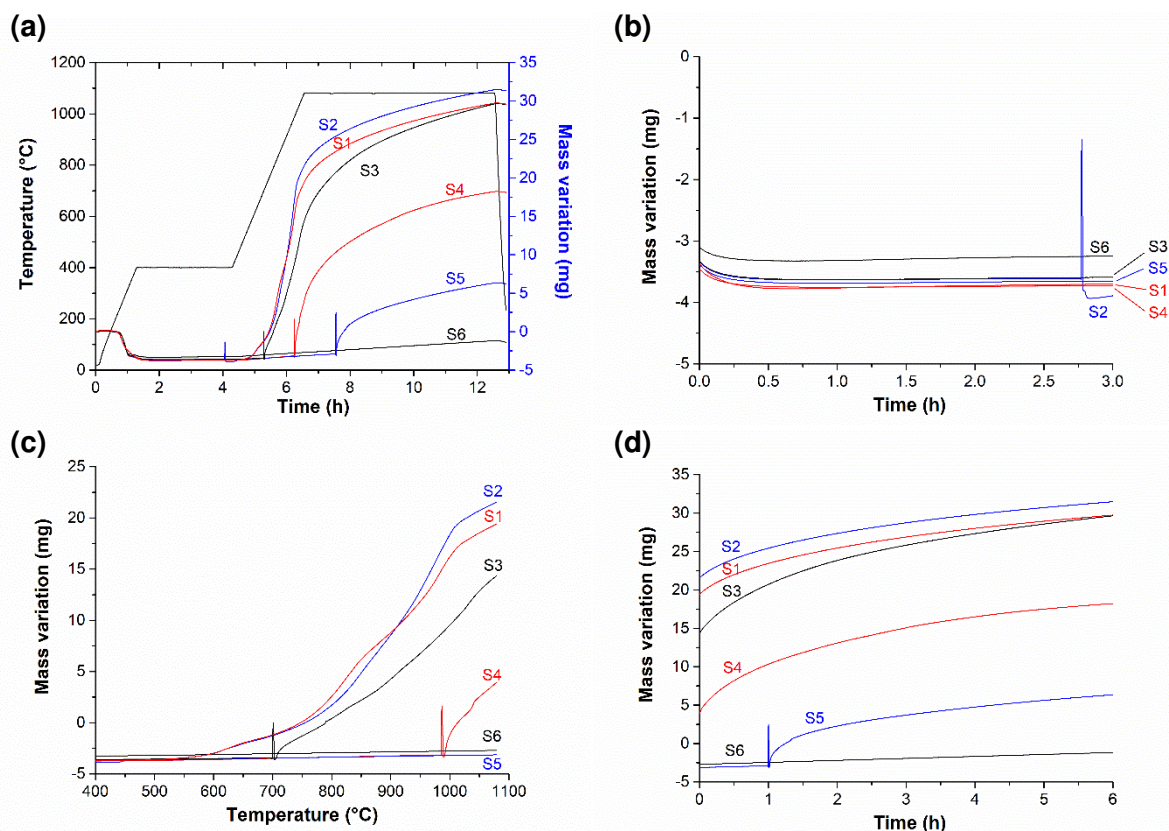 (a)
1200
1000
800
600
400
200
0
Temperature (°C)
0
2
4
6
8
10
12
Time (h)
35
30
25
20
15
10
5
0
-5
Mass variation (mg)
S2
S1
S3
S4
S5
S6
(b)
0
-1
-2
-3
-4
-5
Mass variation (mg)
0.0
0.5
1.0
1.5
2.0
2.5
3.0
Time (h)
S6
S3
S5
S1
S4
S2
(c)
25
20
15
10
5
0
-5
Mass variation (mg)
400
500
600
700
800
900
1000
1100
Temperature (°C)
S2
S1
S3
S4
S6
S5
(d)
35
30
25
20
15
10
5
0
-5
Mass variation (mg)
0
1
2
3
4
5
6
Time (h)
S2
S1
S3
S4
S5
S6